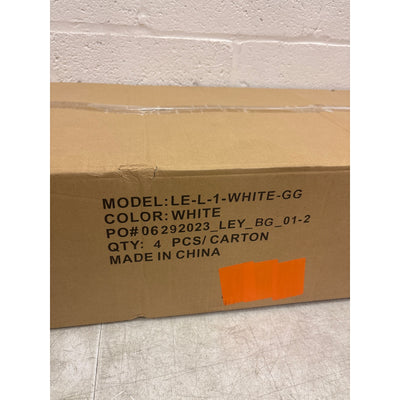 MODEL:LE-L-1-WHITE-GG
COLOR:WHITE
PO#06292023_LEY_BG_01-2
QTY: 4 PCS/CARTON
MADE IN CHINA